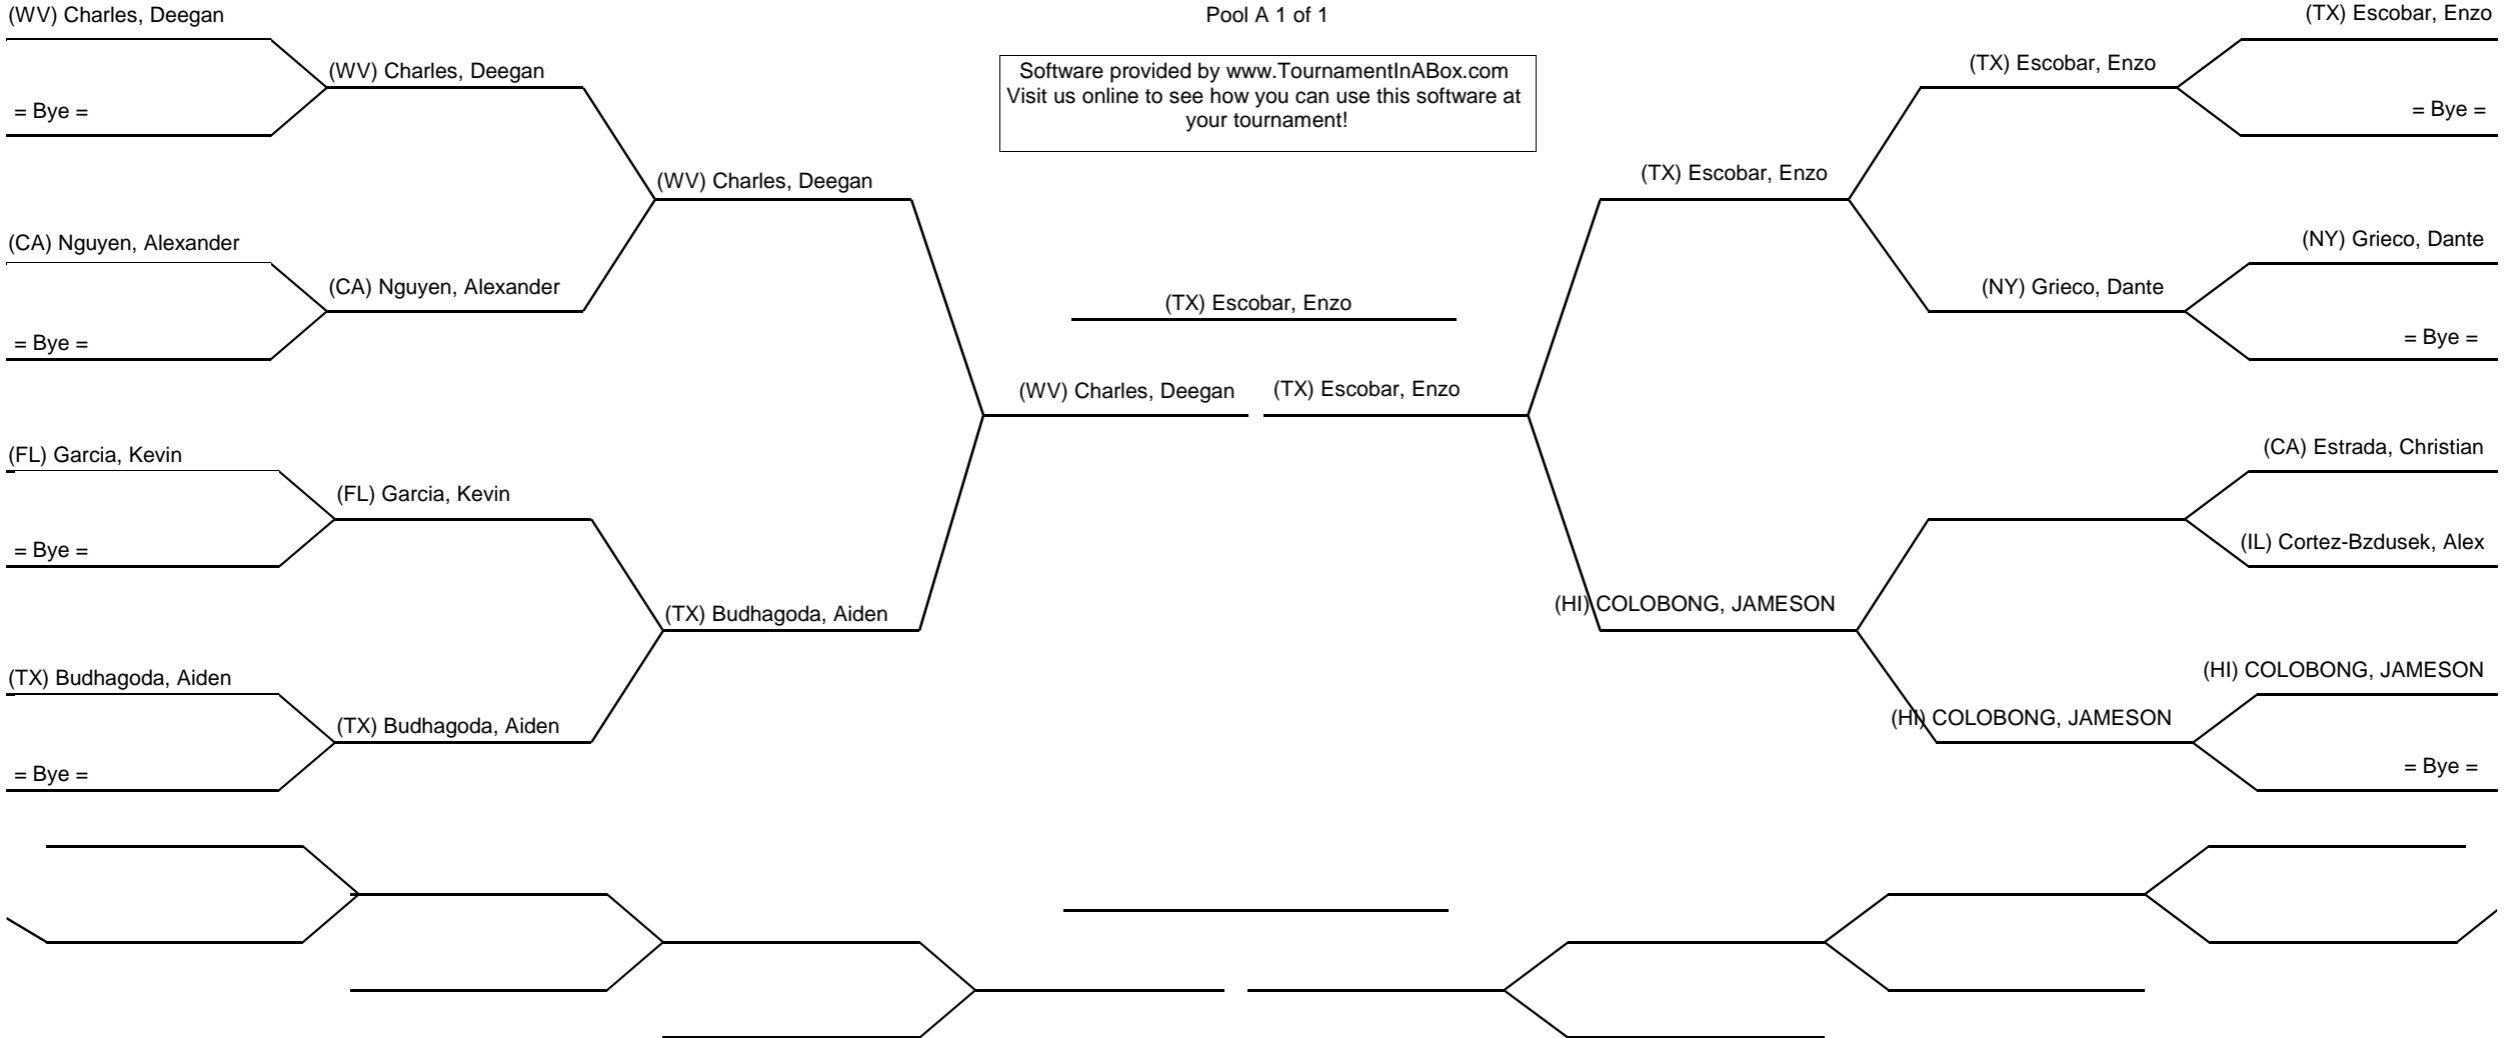 (WV) Charles, Deegan
Pool A 1 of 1
(TX) Escobar, Enzo
(WV) Charles, Deegan
Software provided by www.TournamentInABox.com
Visit us online to see how you can use this software at
your tournament!
(TX) Escobar, Enzo
= Bye =
= Bye =
(WV) Charles, Deegan
(TX) Escobar, Enzo
(CA) Nguyen, Alexander
(NY) Grieco, Dante
(CA) Nguyen, Alexander
(TX) Escobar, Enzo
(NY) Grieco, Dante
= Bye =
= Bye =
(WV) Charles, Deegan
(TX) Escobar, Enzo
(FL) Garcia, Kevin
(CA) Estrada, Christian
(FL) Garcia, Kevin
= Bye =
(IL) Cortez-Bzdusek, Alex
(TX) Budhagoda, Aiden
(HI) COLOBONG, JAMESON
(TX) Budhagoda, Aiden
(HI) COLOBONG, JAMESON
(TX) Budhagoda, Aiden
(HI) COLOBONG, JAMESON
= Bye =
= Bye =